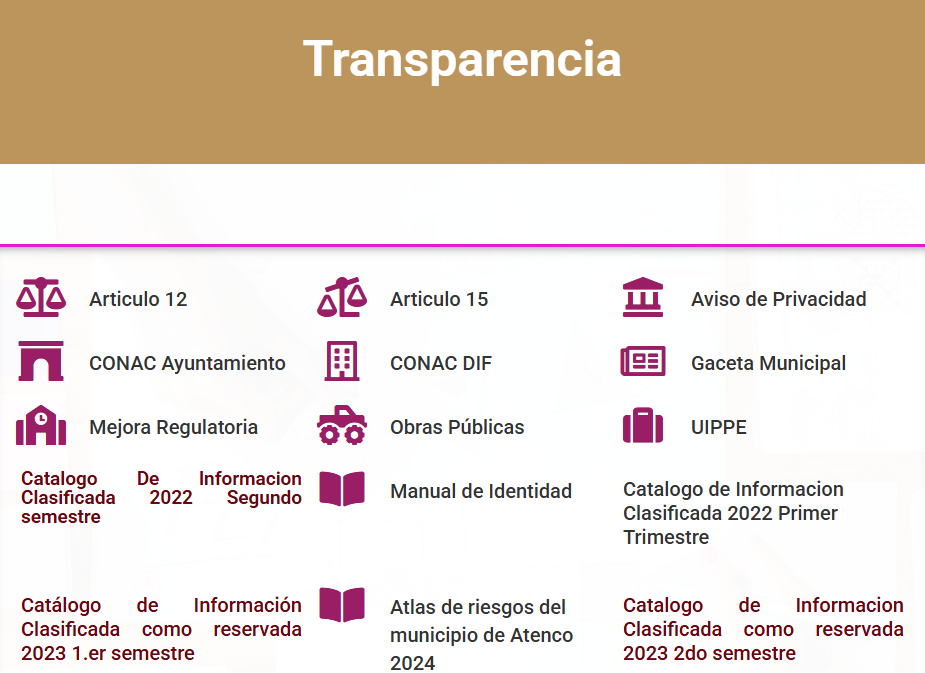 Transparencia
Articulo 12
Articulo 15
Aviso de Privacidad
CONAC Ayuntamiento
CONAC DIF
Gaceta Municipal
Mejora Regulatoria
Obras Públicas
UIPPE
Catalogo De Informacion
Clasificada 2022 Segundo
semestre
Manual de Identidad
Catalogo de Informacion
Clasificada 2022 Primer
Trimestre
Catálogo de Información
Clasificada como reservada
2023 1.er semestre
Atlas de riesgos del
municipio de Atenco
2024
Catalogo de Informacion
Clasificada como reservada
2023 2do semestre